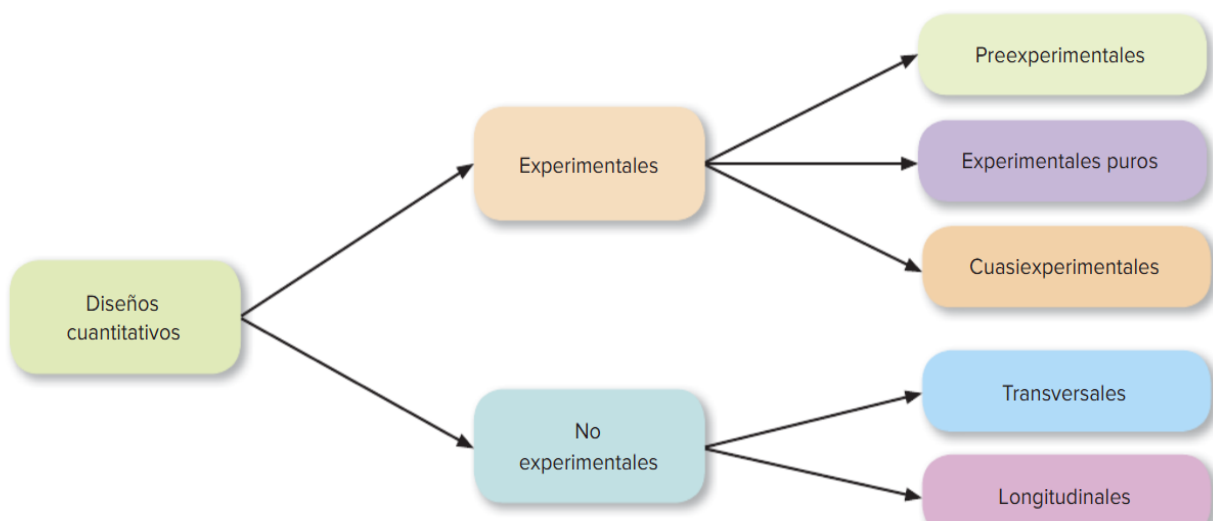 Diseños
cuantitativos
Experimentales
No
experimentales
Preexperimentales
Experimentales puros
Cuasiexperimentales
Transversales
Longitudinales